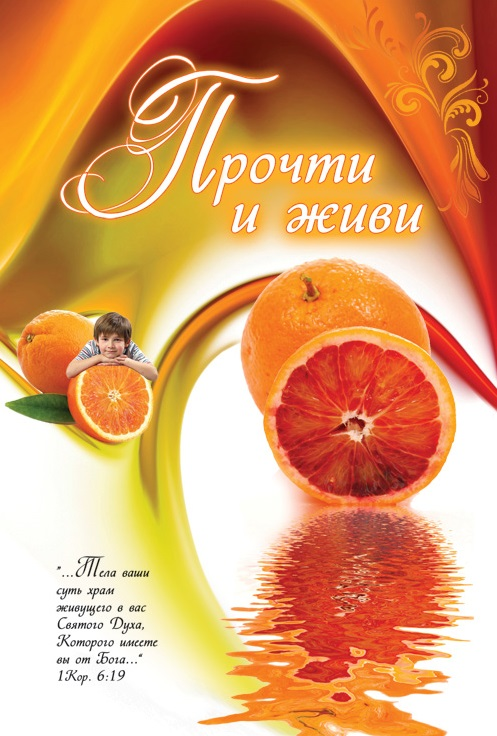 Прочти
и живи
"...Тела ваши
суть храм
живущего в вас
Святого Духа,
Которого имеете
вы от Бога..."
1Кор. 6:19